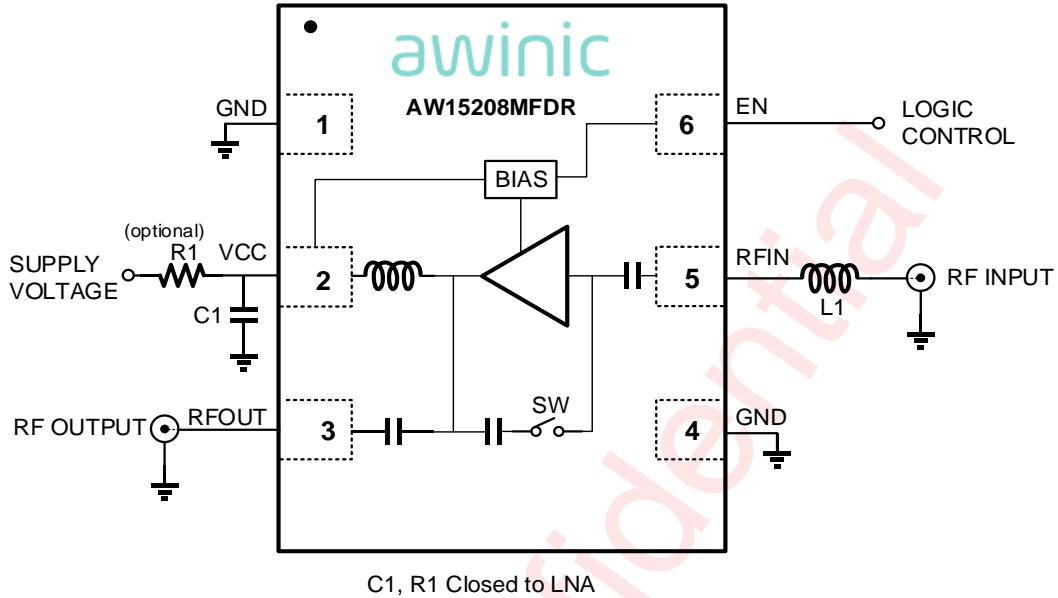 awinic
AW15208MFDR
GND
1
6
EN
LOGIC
CONTROL
BIAS
(optional)
R1
VCC
SUPPLY
VOLTAGE
2
5
RFIN
RF INPUT
C1
L1
SW
RF OUTPUT
RFOUT
3
4
GND
C1, R1 Closed to LNA